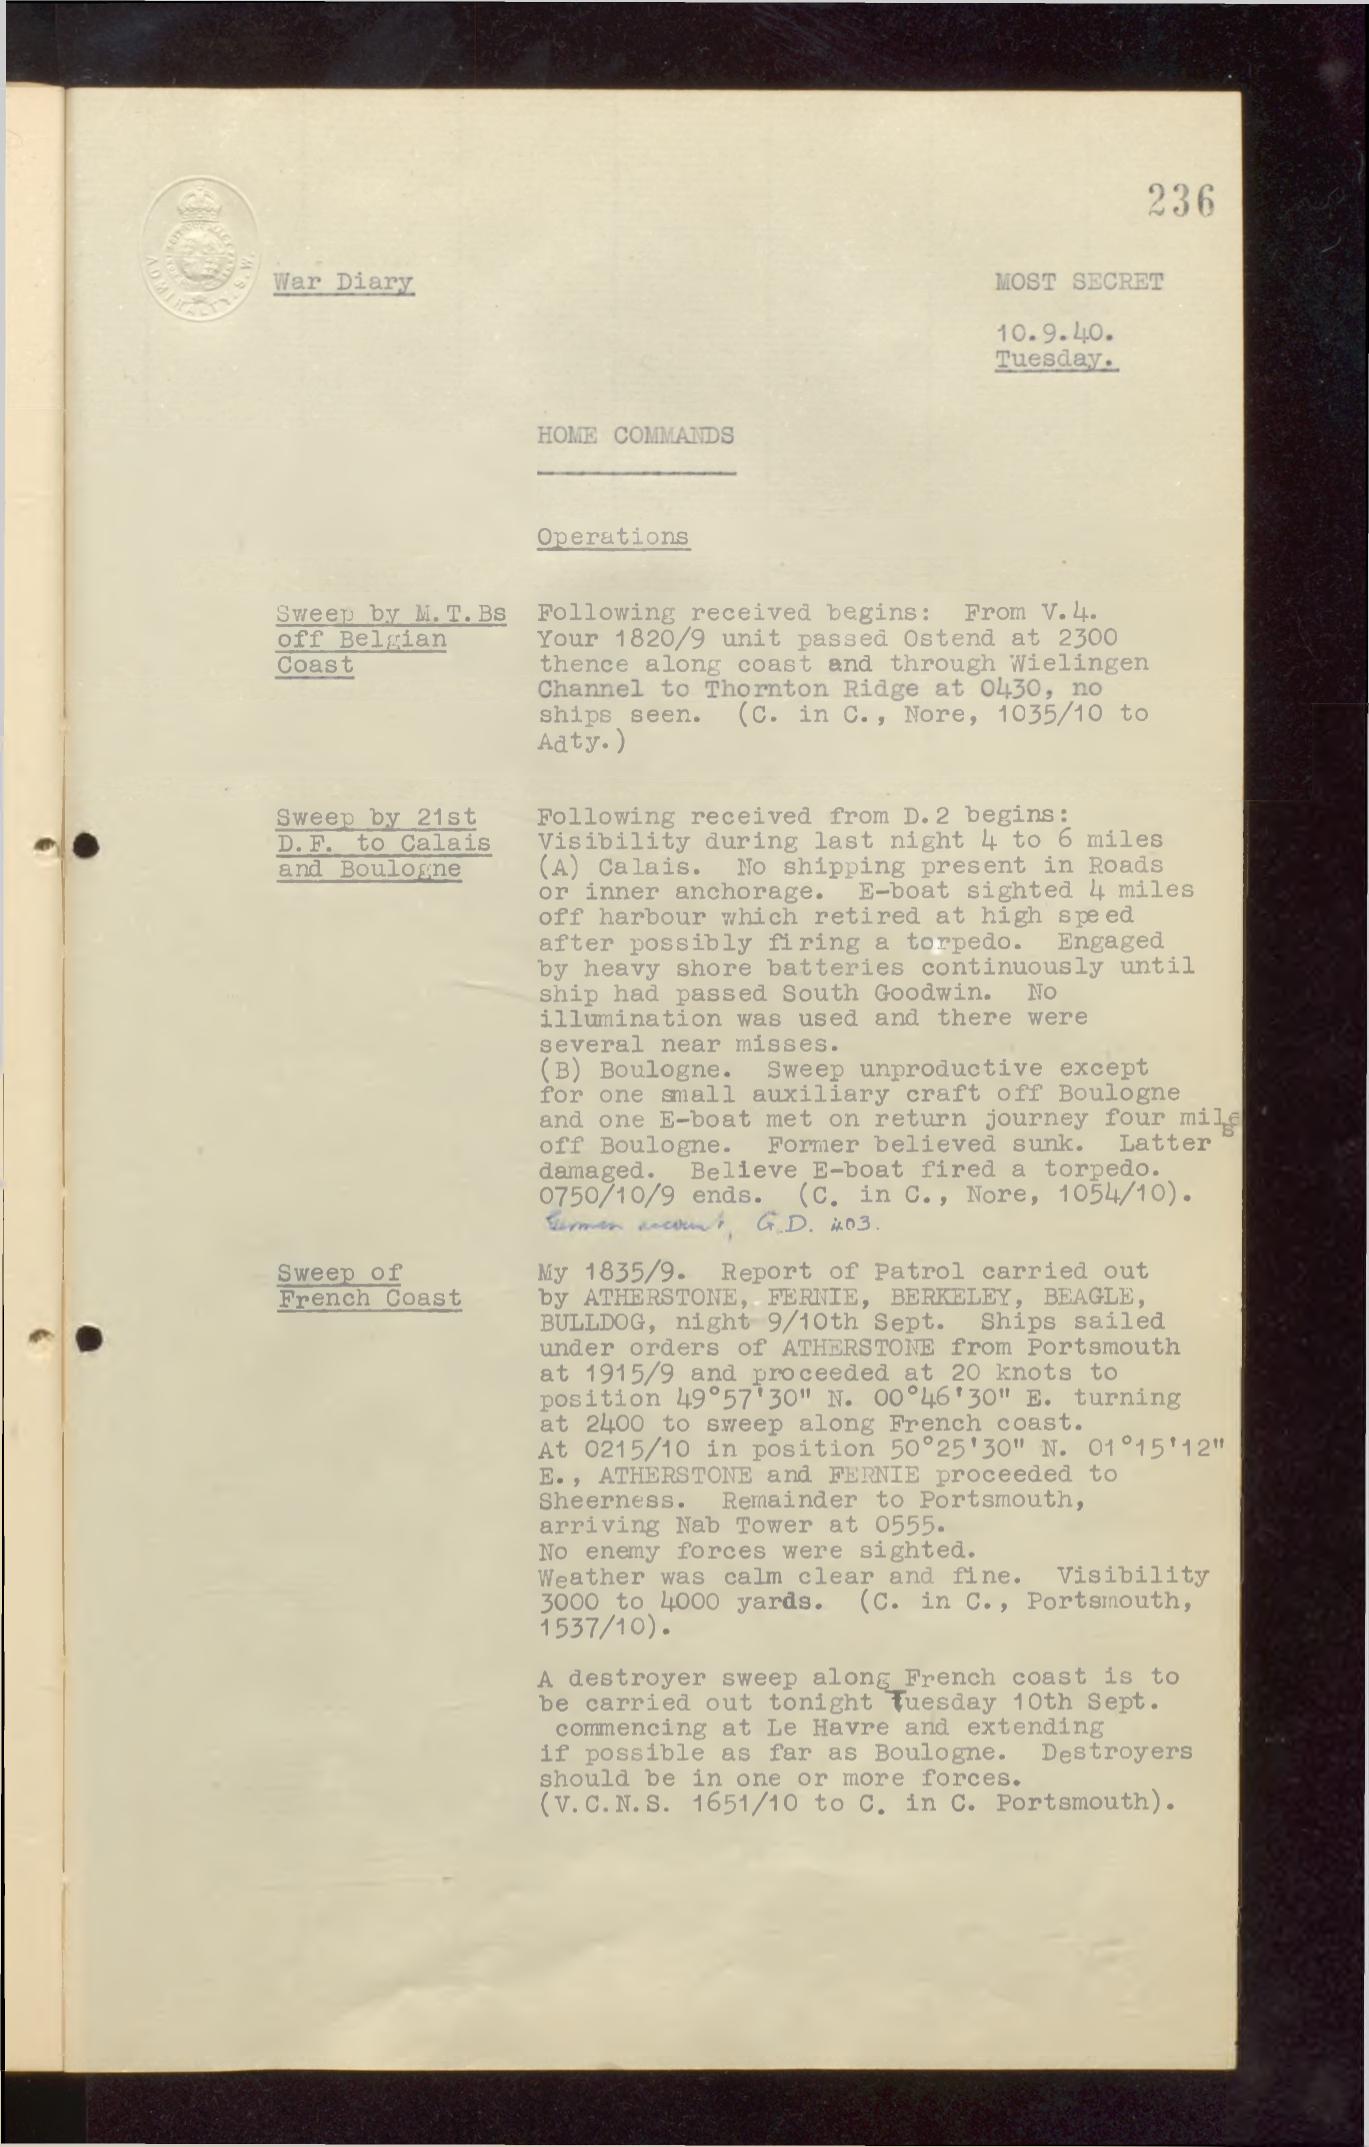 236
ADMIRALTY. S.W.
War Diary
MOST SECRET
10.9.40.
Tuesday.
HOME COMMANDS
Operations
Sweep by M.T.Bs
off Belgian
Coast
Following received begins: From V.4.
Your 1820/9 unit passed Ostend at 2300
thence along coast and through Wielingen
Channel to Thornton Ridge at 0430, no
ships seen. (C. in C., Nore, 1035/10 to
Adty.)
Sweep by 21st
D.F. to Calais
and Boulogne
Following received from D.2 begins:
Visibility during last night 4 to 6 miles
(A) Calais. No shipping present in Roads
or inner anchorage. E-boat sighted 4 miles
off harbour which retired at high speed
after possibly firing a torpedo. Engaged
by heavy shore batteries continuously until
ship had passed South Goodwin. No
illumination was used and there were
several near misses.
(B) Boulogne. Sweep unproductive except
for one small auxiliary craft off Boulogne
and one E-boat met on return journey four miles
off Boulogne. Former believed sunk. Latter
damaged. Believe E-boat fired a torpedo.
0750/10/9 ends. (C. in C., Nore, 1054/10).
German account, G.D. 403.
Sweep of
French Coast
My 1835/9. Report of Patrol carried out
by ATHERSTONE, FERNIE, BERKELEY, BEAGLE,
BULLDOG, night 9/10th Sept. Ships sailed
under orders of ATHERSTONE from Portsmouth
at 1915/9 and proceeded at 20 knots to
position 49°57'30" N. 00°46'30" E. turning
at 2400 to sweep along French coast.
At 0215/10 in position 50°25'30" N. 01°15'12"
E., ATHERSTONE and FERNIE proceeded to
Sheerness. Remainder to Portsmouth,
arriving Nab Tower at 0555.
No enemy forces were sighted.
Weather was calm clear and fine. Visibility
3000 to 4000 yards. (C. in C., Portsmouth,
1537/10).
A destroyer sweep along French coast is to
be carried out tonight Tuesday 10th Sept.
commencing at Le Havre and extending
if possible as far as Boulogne. Destroyers
should be in one or more forces.
(V.C.N.S. 1651/10 to C. in C. Portsmouth).